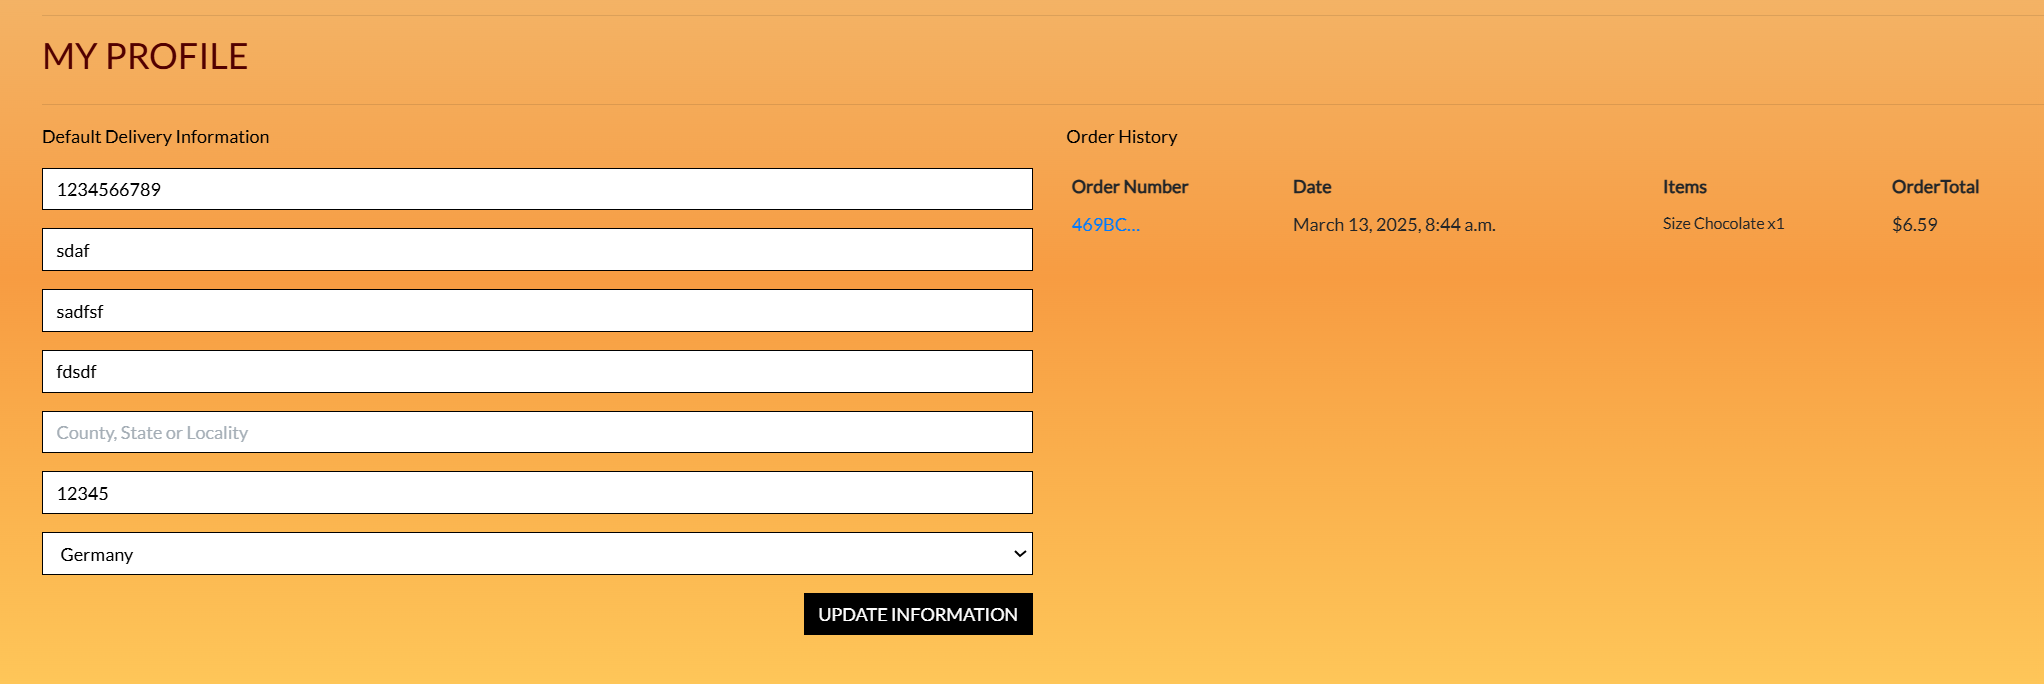 MY PROFILE
Default Delivery Information
1234566789
sdaf
sadfsf
fdsdf
County, State or Locality
12345
Germany
UPDATE INFORMATION
Order History
Order Number Date Items OrderTotal
469BC... March 13, 2025, 8:44 a.m. Size Chocolate x1 $6.59